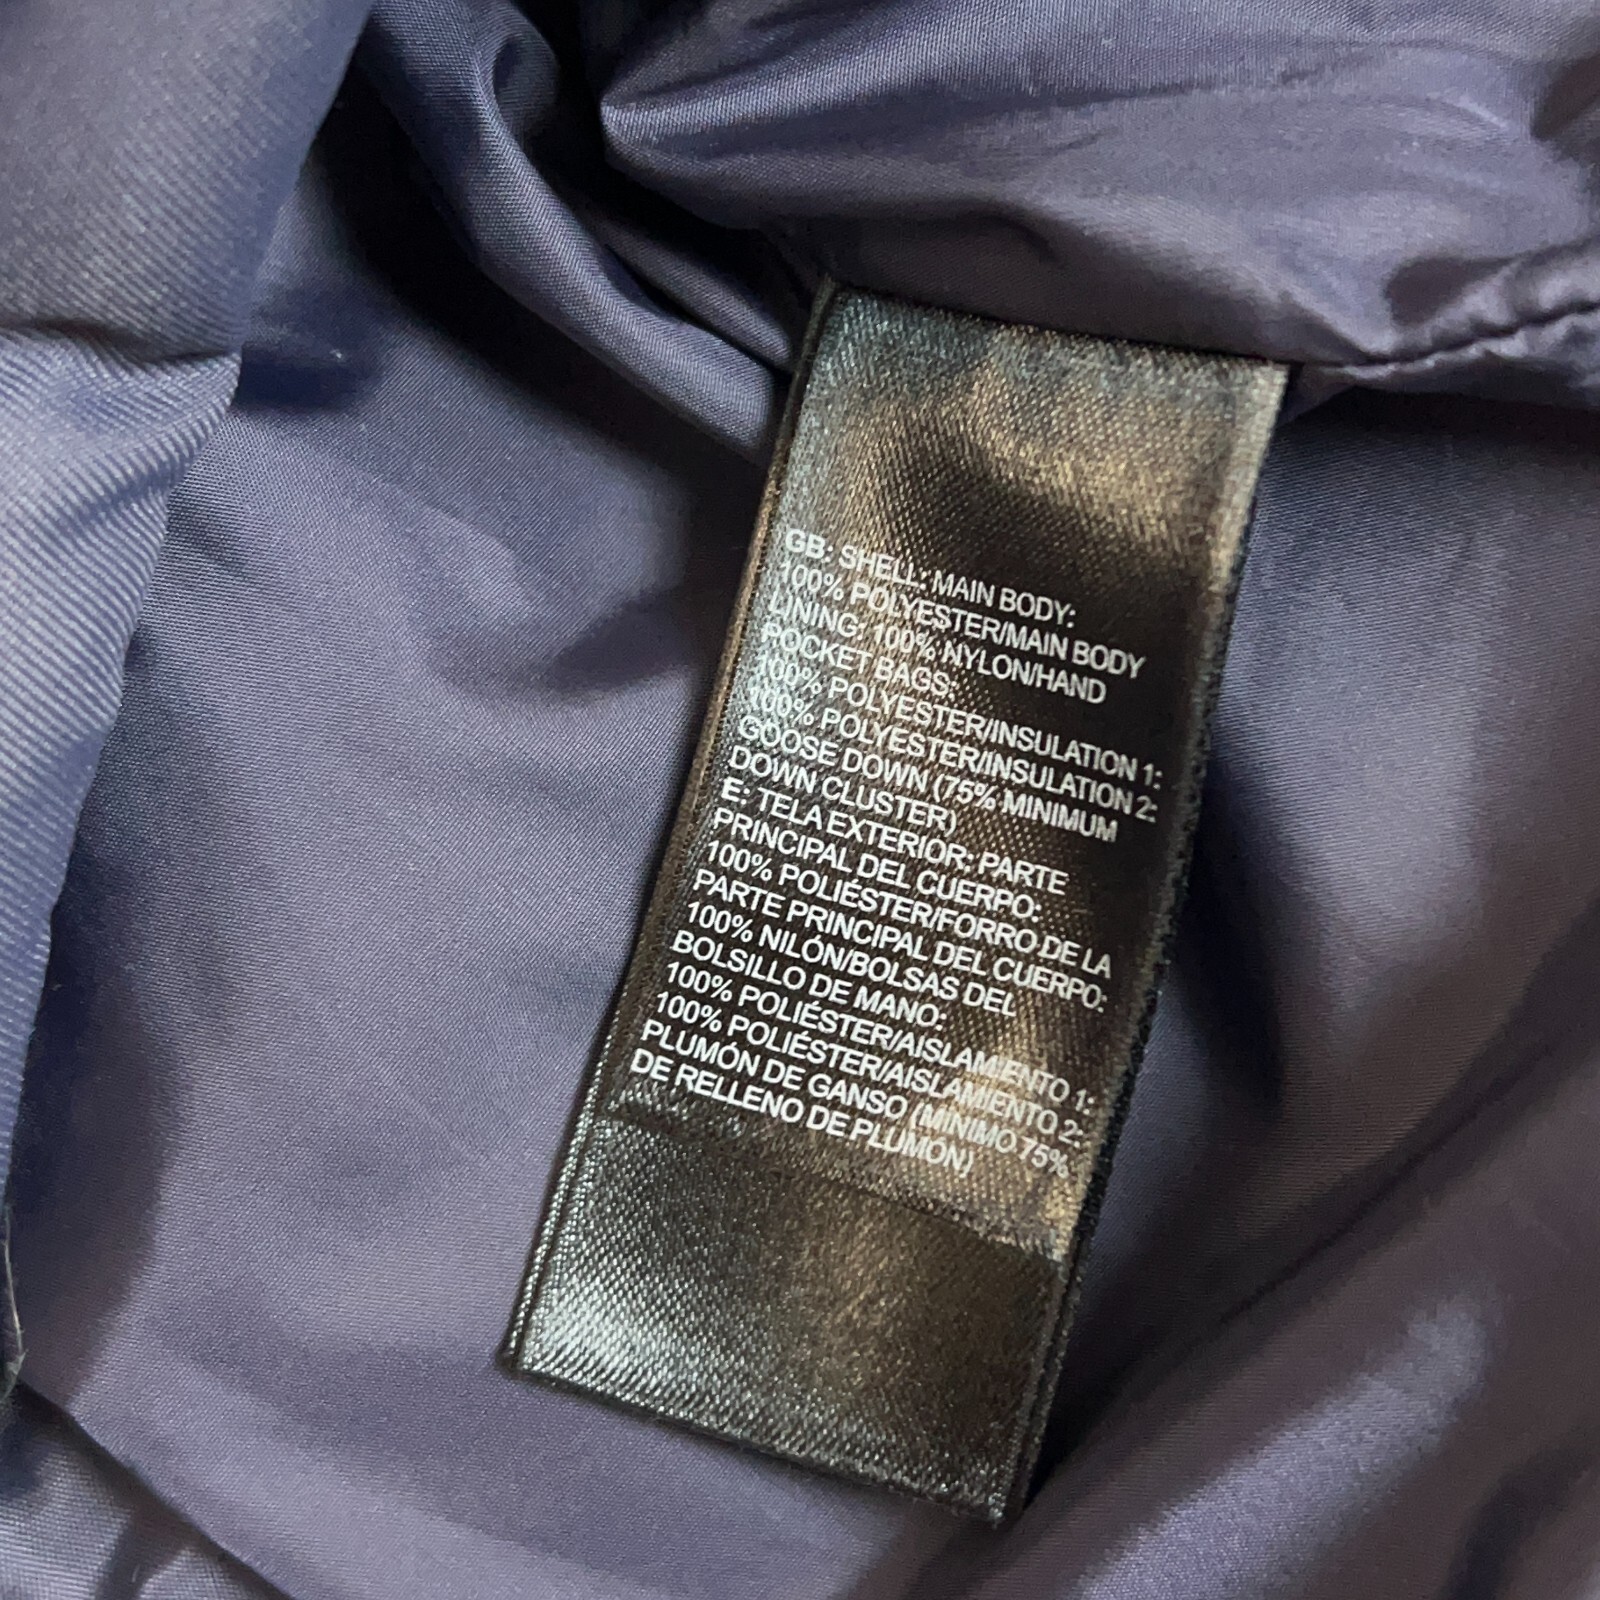 GB: SHELL: MAIN BODY:
100% POLYESTER/MAIN BODY
LINING: 100% NYLON/HAND
POCKET BAGS:
100% POLYESTER/INSULATION 1:
100% POLYESTER/INSULATION 2:
GOOSE DOWN (75% MINIMUM
DOWN CLUSTER)
E: TELA EXTERIOR: PARTE
PRINCIPAL DEL CUERPO:
100% POLIÉSTER/FORRO DE LA
PARTE PRINCIPAL DEL CUERPO:
100% NILÓN/BOLSAS DEL
BOLSILLO DE MANO:
100% POLIÉSTER/AISLAMIENTO 1:
100% POLIÉSTER/AISLAMIENTO 2:
PLUMÓN DE GANSO (MÍNIMO 75%
DE RELLENO DE PLUMÓN)